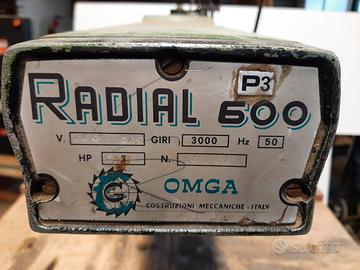 P3
RADIAL 600
V. GIRI 3000 Hz 50
HP 3 N.
OMGA
COSTRUZIONI MECCANICHE - ITALY
subito